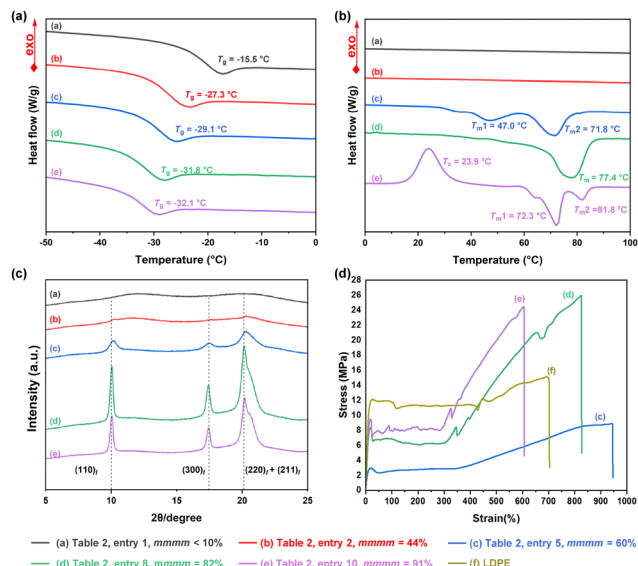 (a)
exo
Heat flow (W/g)
(a)
Tg = -15.5 °C
(b)
Tg = -27.3 °C
(c)
Tg = -29.1 °C
(d)
Tg = -31.8 °C
(e)
Tg = -32.1 °C
-50 -40 -30 -20 -10 0
Temperature (°C)
(b)
exo
Heat flow (W/g)
(a)
(b)
(c)
Tm1 = 47.0 °C
Tm2 = 71.8 °C
(d)
Tc = 23.9 °C
Tm = 77.4 °C
(e)
Tm1 = 72.3 °C
Tm2 =81.8 °C
0 20 40 60 80 100
Temperature (°C)
(c)
Intensity (a.u.)
(a)
(b)
(c)
(d)
(e)
(110)I
(300)I
(220)I + (211)I
5 10 15 20 25
2θ/degree
(d)
Stress (MPa)
28
26
24
22
20
18
16
14
12
10
8
6
4
2
0
(e)
(d)
(f)
(c)
0 100 200 300 400 500 600 700 800 900 1000
Strain(%)
(a) Table 2, entry 1, mmmm < 10%
(b) Table 2, entry 2, mmmm = 44%
(c) Table 2, entry 5, mmmm = 60%
(d) Table 2, entry 8, mmmm = 82%
(e) Table 2, entry 10, mmmm = 91%
(f) LDPE